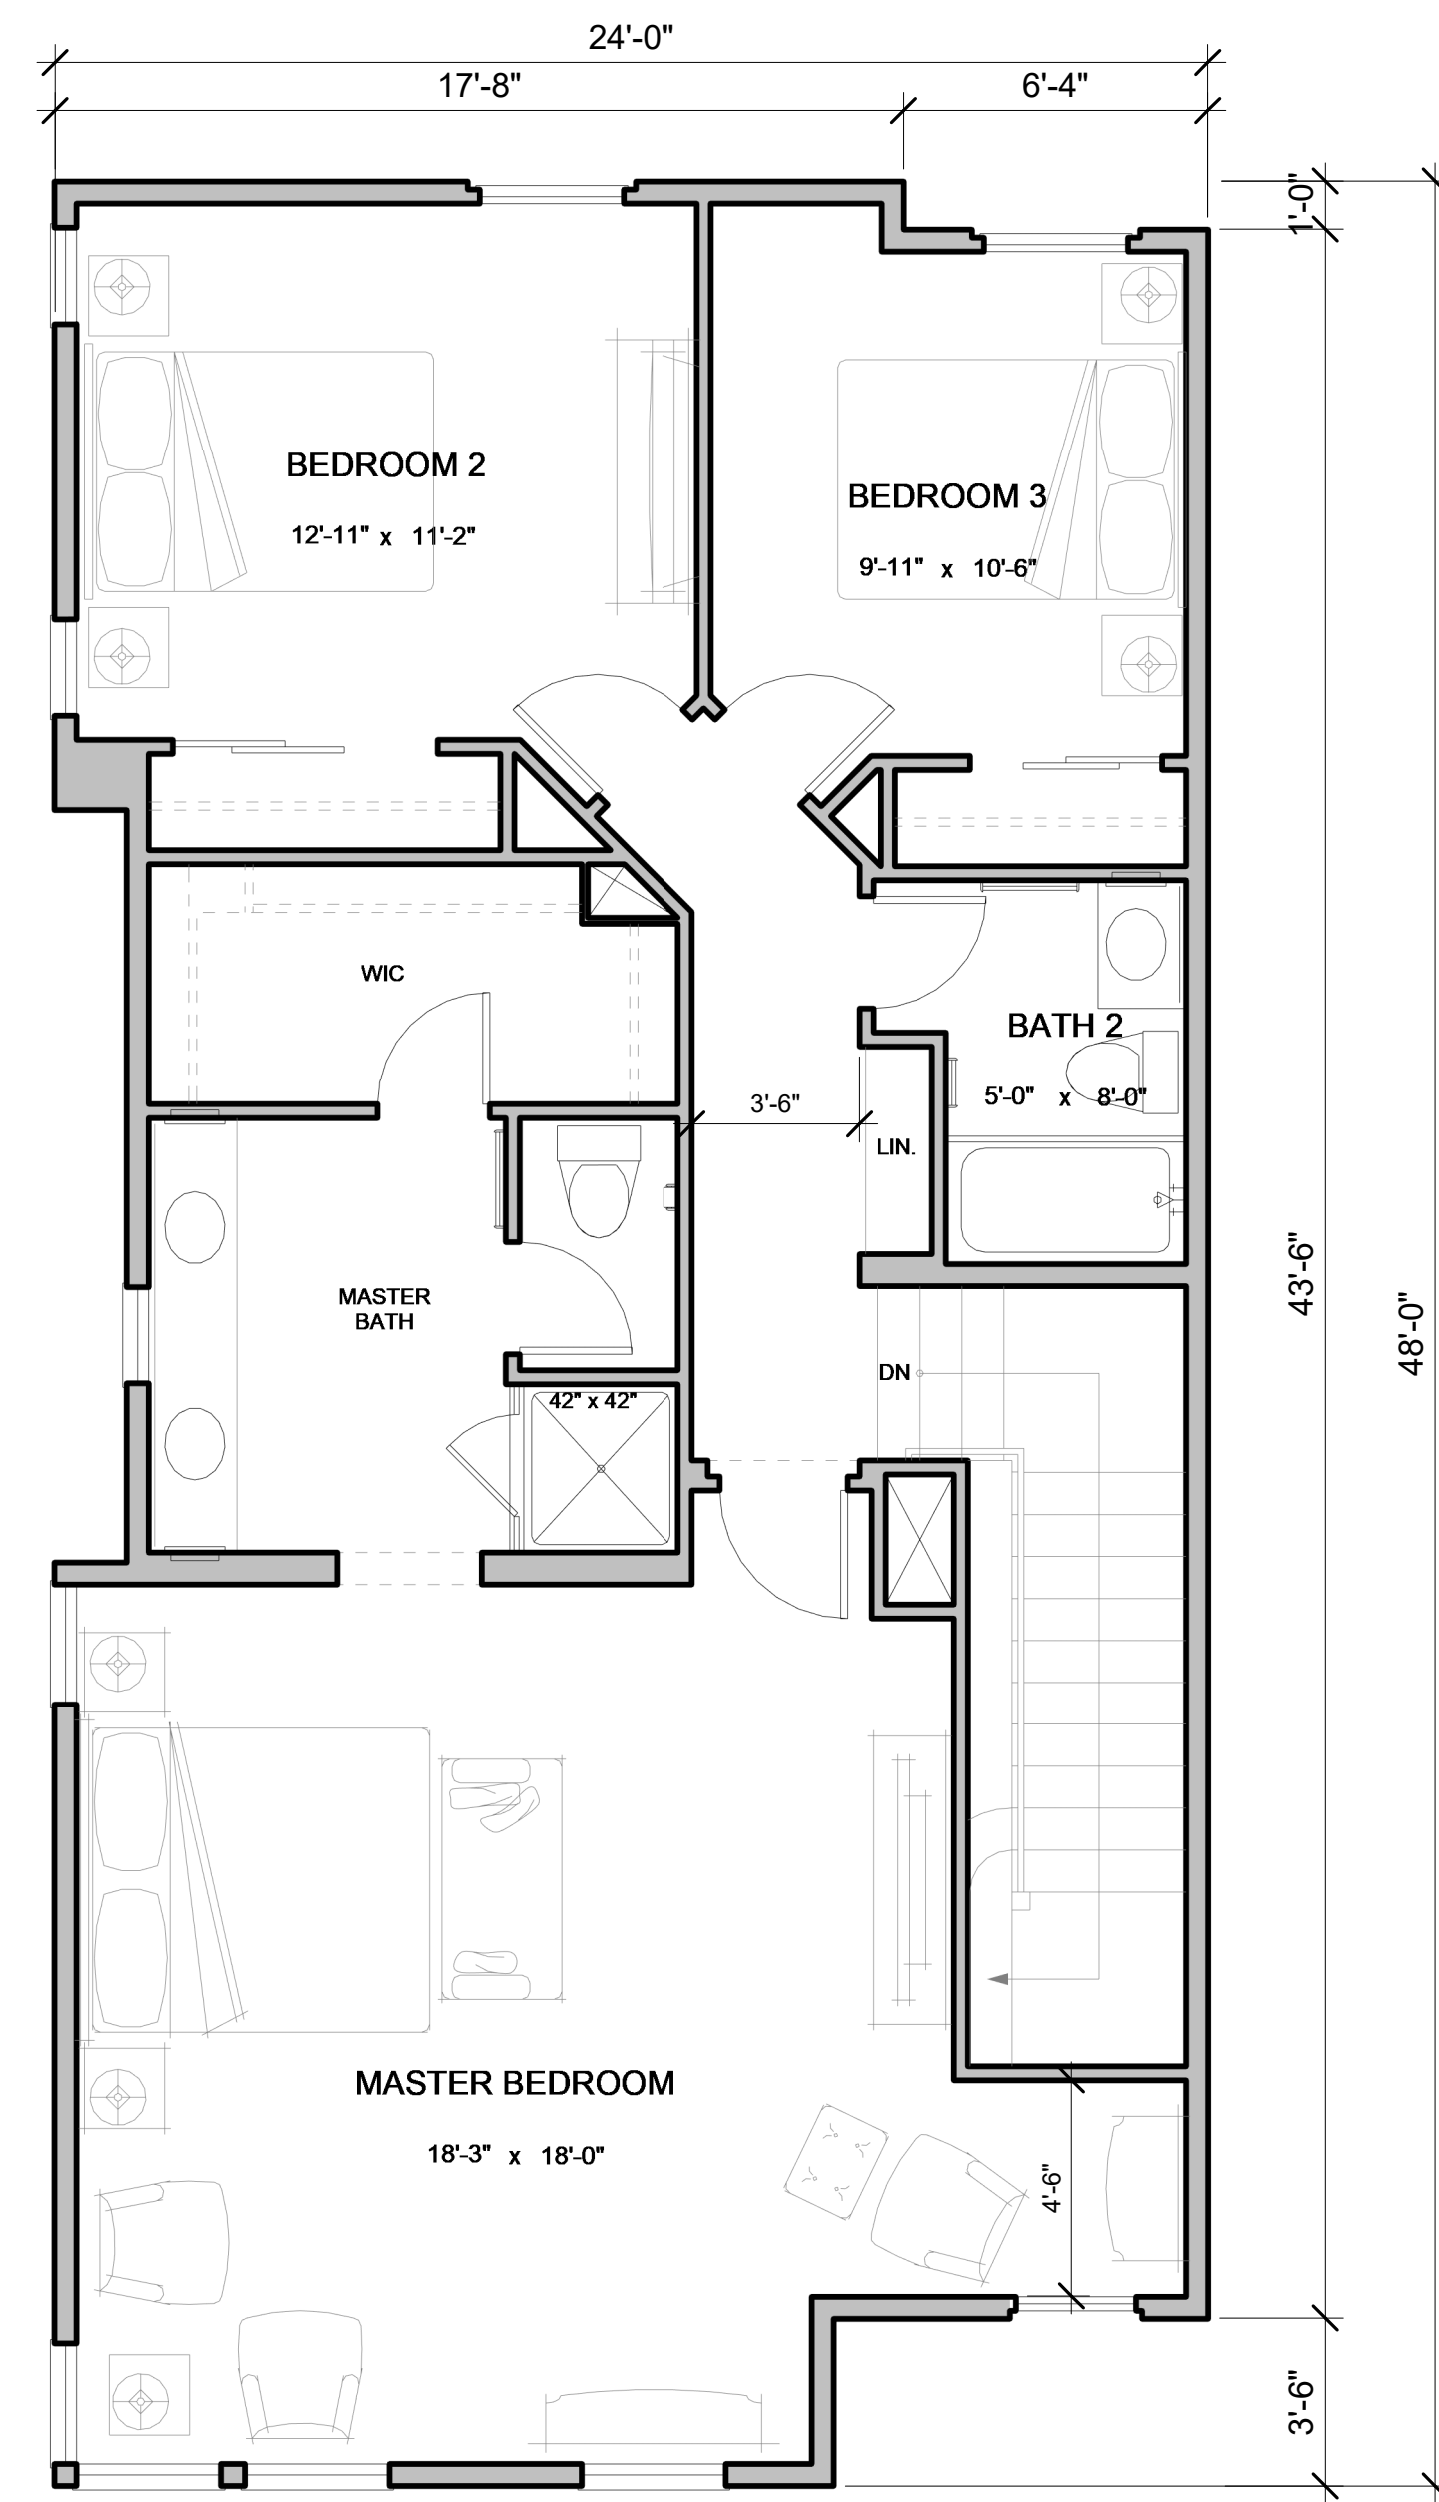 24'-0"
17'-8" 6'-4"
1'-0"
BEDROOM 2
12'-11" x 11'-2"
BEDROOM 3
9'-11" x 10'-6"
WIC
BATH 2
5'-0" x 8'-0"
3'-6"
LIN.
MASTER
BATH
43'-6"
48'-0"
DN
42" x 42"
MASTER BEDROOM
18'-3" x 18'-0"
4'-6"
3'-6"